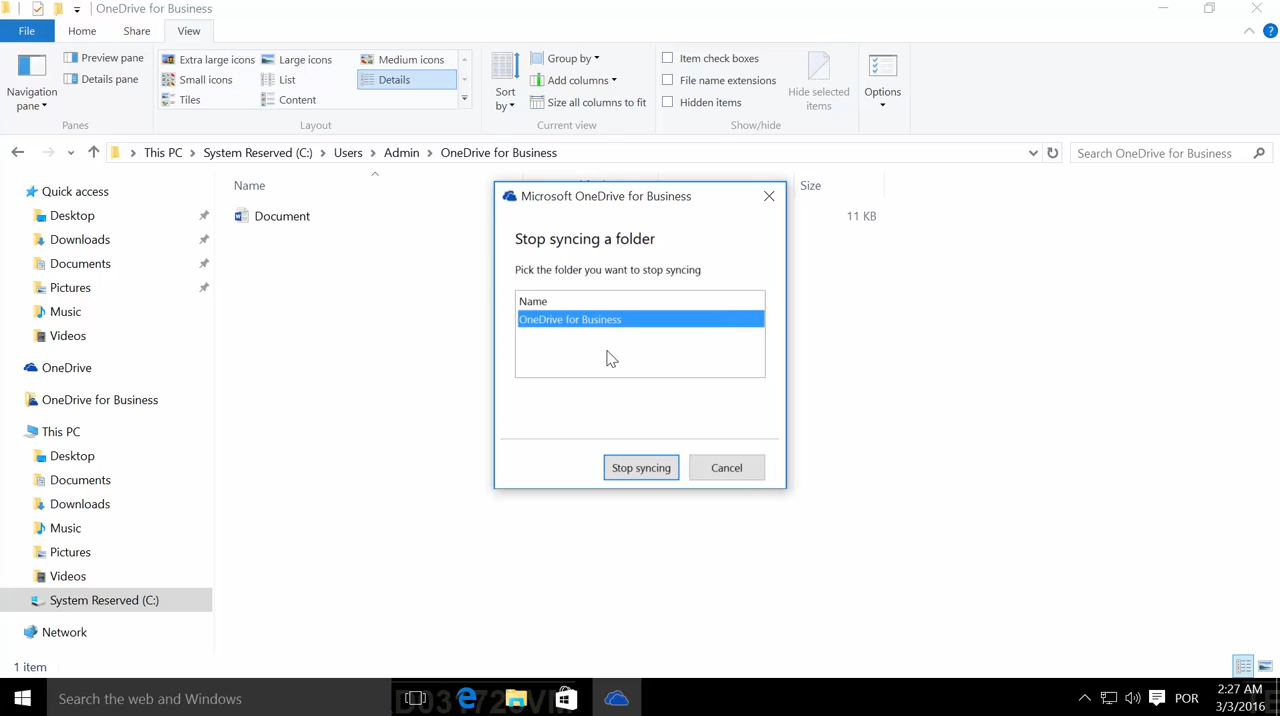 OneDrive for Business
File Home Share View
Navigation pane
Preview pane
Details pane
Panes
Extra large icons
Large icons
Medium icons
Small icons
List
Details
Tiles
Content
Layout
Sort by
Group by
Add columns
Size all columns to fit
Current view
Item check boxes
File name extensions
Hidden items
Hide selected items
Show/hide
Options
This PC System Reserved (C:) Users Admin OneDrive for Business
Search OneDrive for Business
Quick access
Desktop
Downloads
Documents
Pictures
Music
Videos
OneDrive
OneDrive for Business
This PC
Desktop
Documents
Downloads
Music
Pictures
Videos
System Reserved (C:)
Network
Name
Size
Document
11 KB
Microsoft OneDrive for Business
Stop syncing a folder
Pick the folder you want to stop syncing
Name
OneDrive for Business
Stop syncing
Cancel
1 item
Search the web and Windows
POR
2:27 AM
3/3/2016